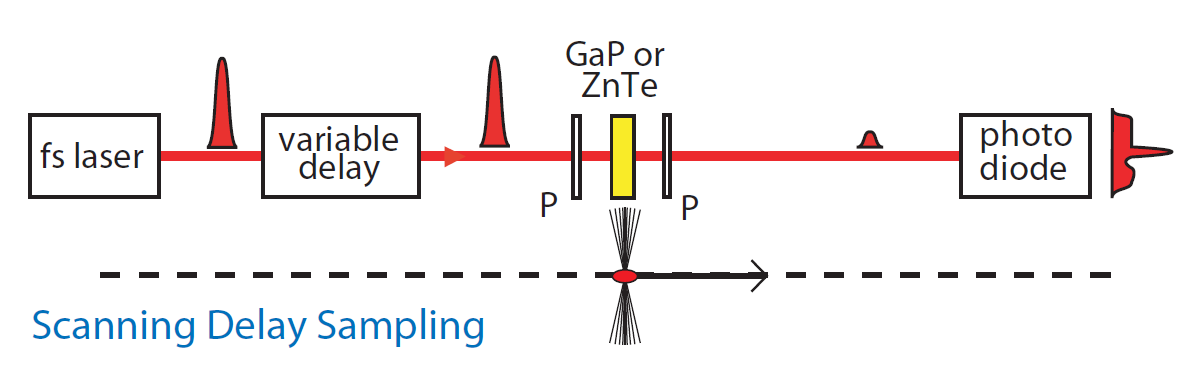 GaP or
ZnTe
fs laser
variable
delay
photo
diode
P
P
Scanning Delay Sampling